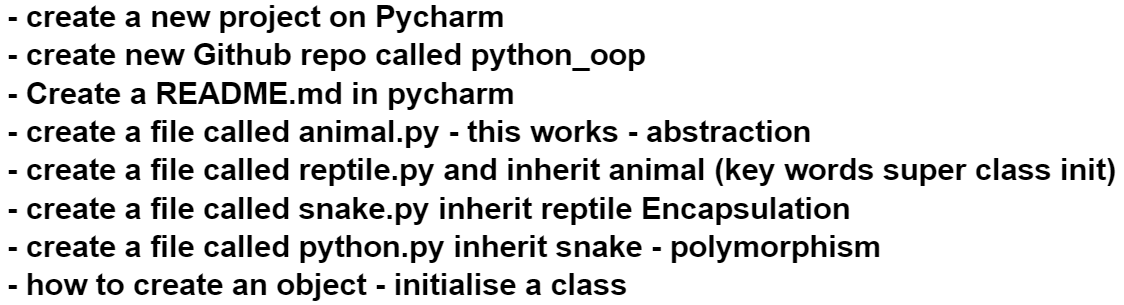 - create a new project on Pycharm
- create new Github repo called python_oop
- Create a README.md in pycharm
- create a file called animal.py - this works - abstraction
- create a file called reptile.py and inherit animal (key words super class init)
- create a file called snake.py inherit reptile Encapsulation
- create a file called python.py inherit snake - polymorphism
- how to create an object - initialise a class